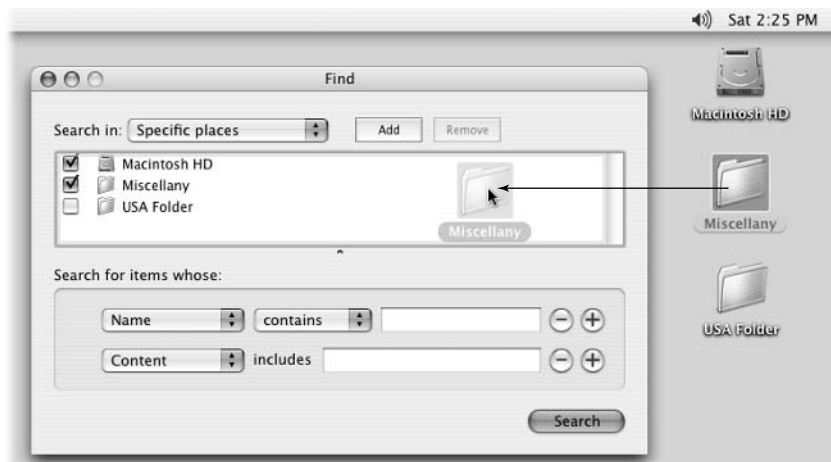 Sat 2:25 PM
Find
Macintosh HD
Search in: Specific places Add Remove
Macintosh HD
Miscellany
USA Folder
Miscellany
Miscellany
Search for items whose:
Name contains
USA Folder
Content includes
Search